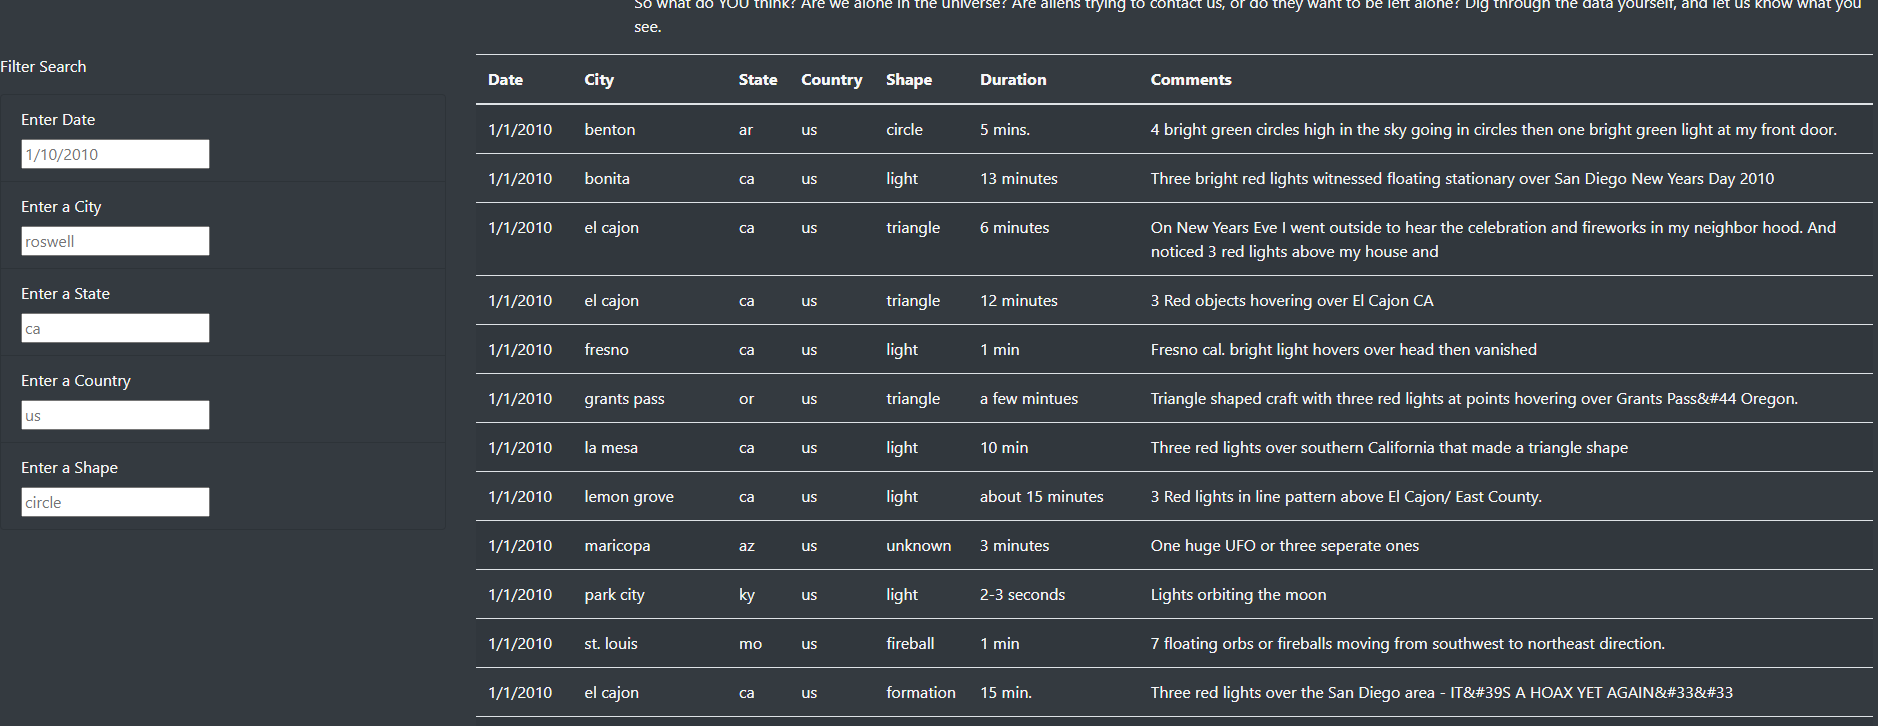 So what do YOU think? Are we alone in the universe? Are aliens trying to contact us, or do they want to be left alone? Dig through the data yourself, and let us know what you
see.
Filter Search
Enter Date
1/10/2010
Enter a City
roswell
Enter a State
ca
Enter a Country
us
Enter a Shape
circle
Date City State Country Shape Duration Comments
1/1/2010 benton ar us circle 5 mins. 4 bright green circles high in the sky going in circles then one bright green light at my front door.
1/1/2010 bonita ca us light 13 minutes Three bright red lights witnessed floating stationary over San Diego New Years Day 2010
1/1/2010 el cajon ca us triangle 6 minutes On New Years Eve I went outside to hear the celebration and fireworks in my neighbor hood. And
noticed 3 red lights above my house and
1/1/2010 el cajon ca us triangle 12 minutes 3 Red objects hovering over El Cajon CA
1/1/2010 fresno ca us light 1 min Fresno cal. bright light hovers over head then vanished
1/1/2010 grants pass or us triangle a few mintues Triangle shaped craft with three red lights at points hovering over Grants Pass&#44 Oregon.
1/1/2010 la mesa ca us light 10 min Three red lights over southern California that made a triangle shape
1/1/2010 lemon grove ca us light about 15 minutes 3 Red lights in line pattern above El Cajon/ East County.
1/1/2010 maricopa az us unknown 3 minutes One huge UFO or three seperate ones
1/1/2010 park city ky us light 2-3 seconds Lights orbiting the moon
1/1/2010 st. louis mo us fireball 1 min 7 floating orbs or fireballs moving from southwest to northeast direction.
1/1/2010 el cajon ca us formation 15 min. Three red lights over the San Diego area - IT&#39S A HOAX YET AGAIN&#33&#33